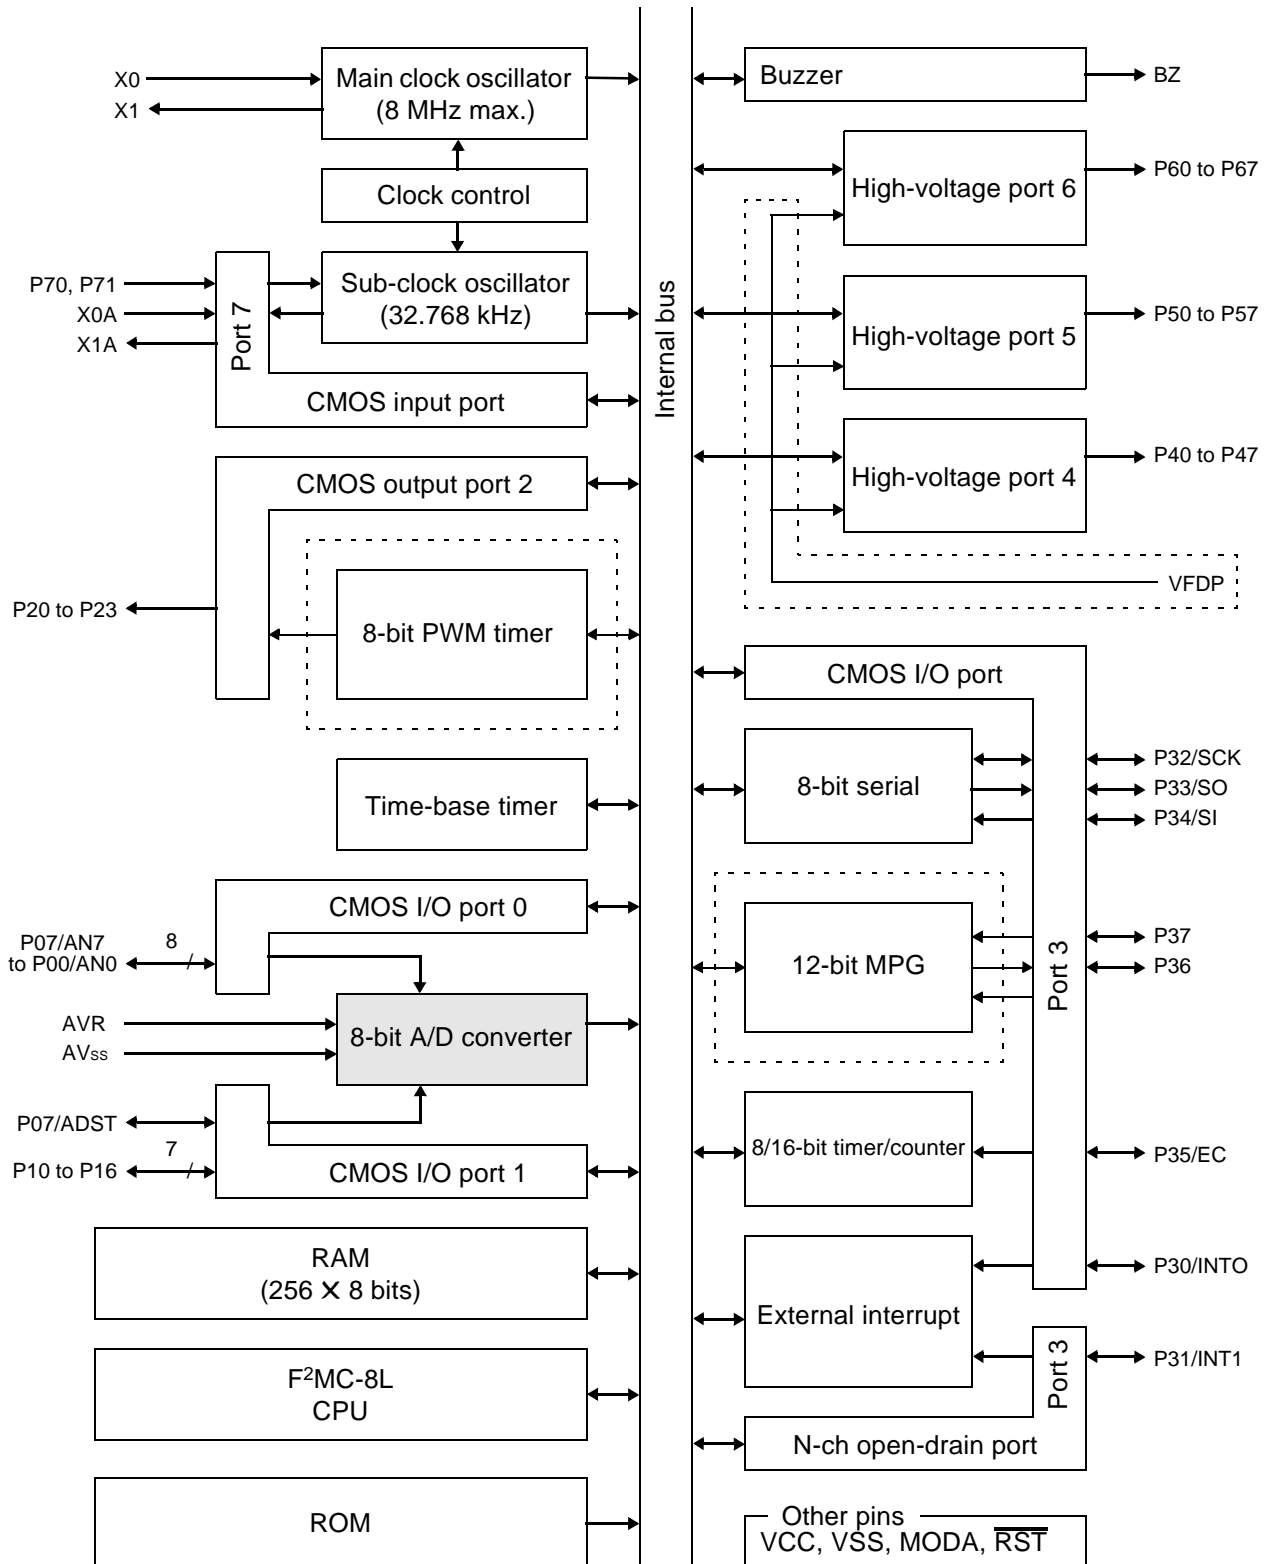 X0
X1
Main clock oscillator
(8 MHz max.)
Clock control
P70, P71
X0A
X1A
Port 7
Sub-clock oscillator
(32.768 kHz)
CMOS input port
CMOS output port 2
P20 to P23
8-bit PWM timer
Time-base timer
CMOS I/O port 0
P07/AN7
to P00/AN0
8
AVR
AVss
8-bit A/D converter
P07/ADST
P10 to P16
7
CMOS I/O port 1
RAM
(256 X 8 bits)
F²MC-8L
CPU
ROM
Internal bus
Buzzer
BZ
High-voltage port 6
P60 to P67
High-voltage port 5
P50 to P57
High-voltage port 4
P40 to P47
VFDP
CMOS I/O port
8-bit serial
P32/SCK
P33/SO
P34/SI
12-bit MPG
Port 3
P37
P36
8/16-bit timer/counter
P35/EC
External interrupt
P30/INTO
Port 3
P31/INT1
N-ch open-drain port
Other pins
VCC, VSS, MODA, RST